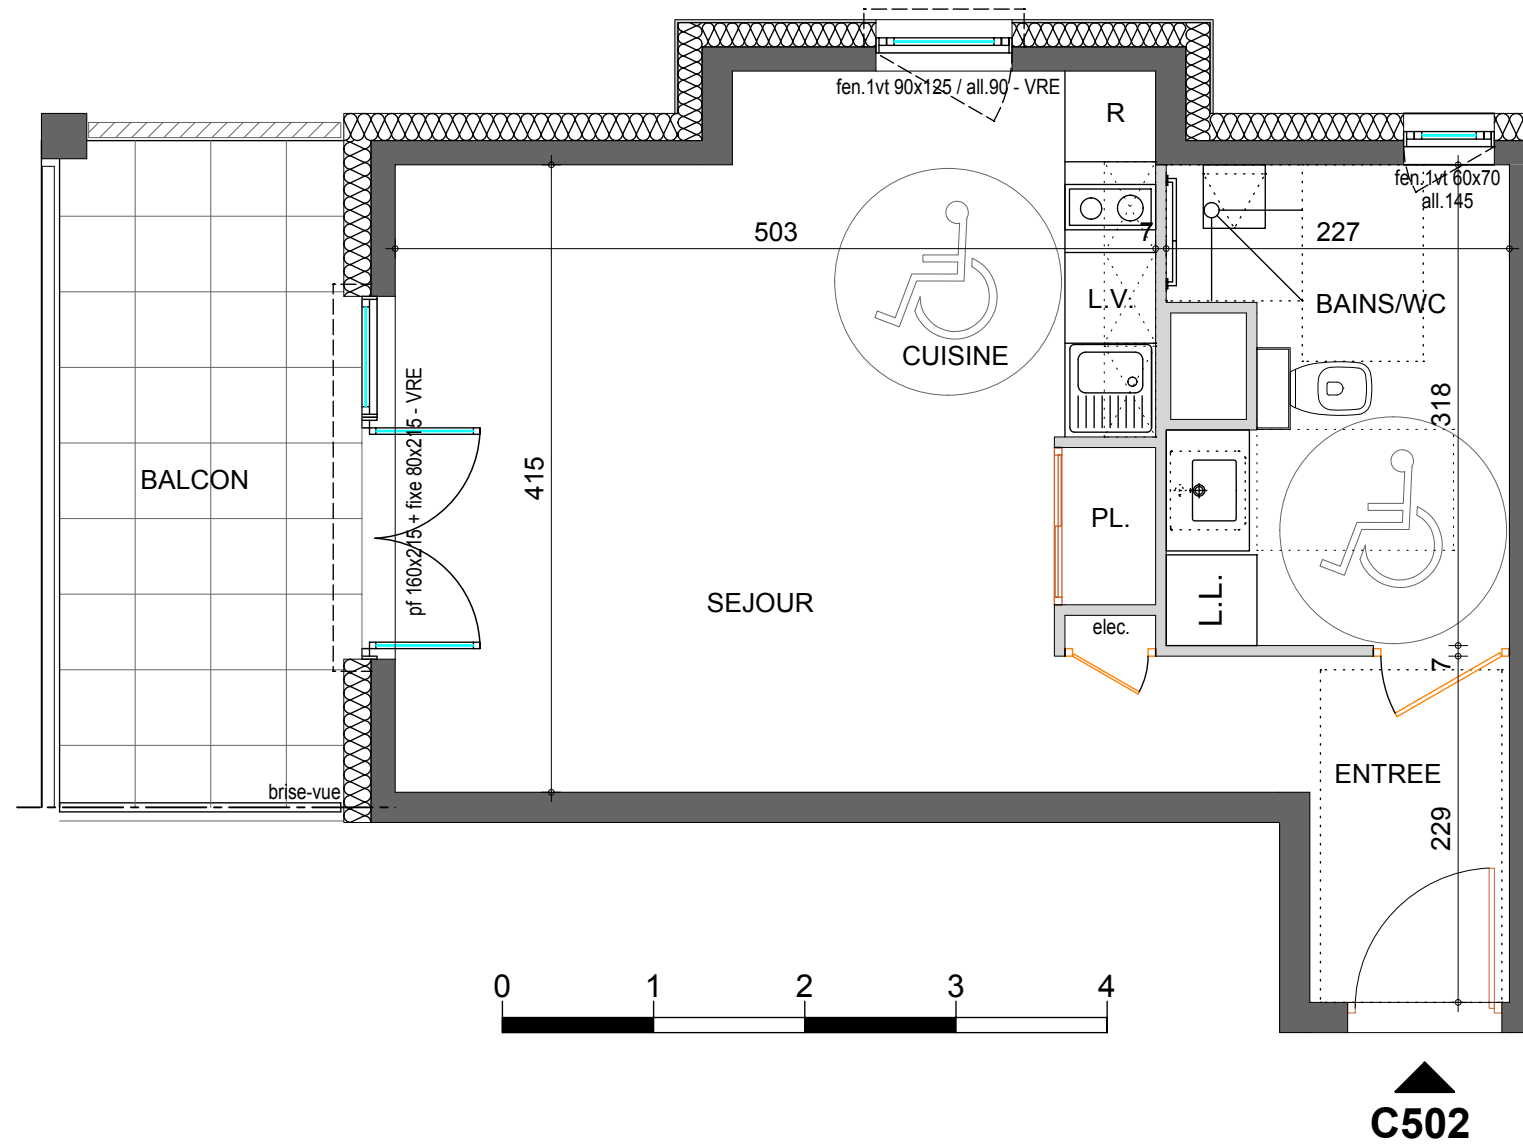 fen.1vt 90x125 / all.90 - VRE
R
fen.1vt 60x70
all.145
503
7
227
L.V.
BAINS/WC
CUISINE
pf 160x215 + fixe 80x215 - VRE
318
BALCON
415
PL.
SEJOUR
L.L.
elec.
7
ENTREE
brise-vue
229
0 1 2 3 4
C502